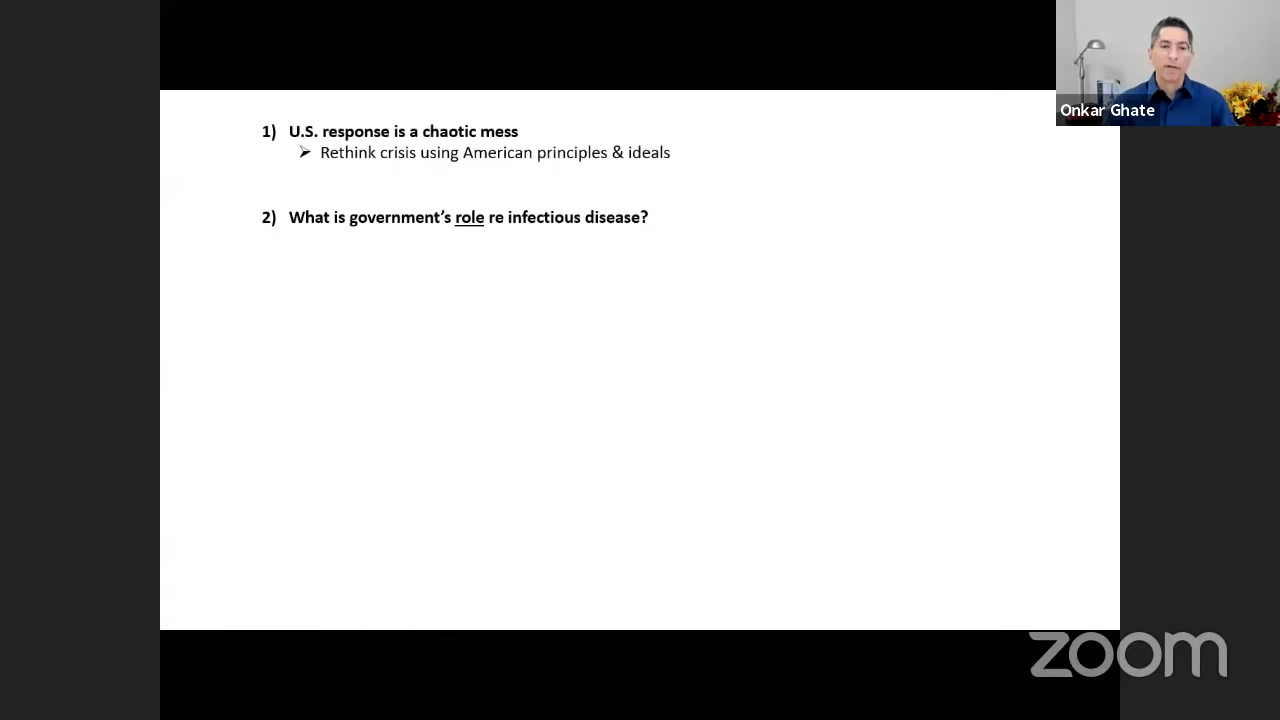 Onkar Ghate
1) U.S. response is a chaotic mess
➢ Rethink crisis using American principles & ideals
2) What is government’s role re infectious disease?
zoom